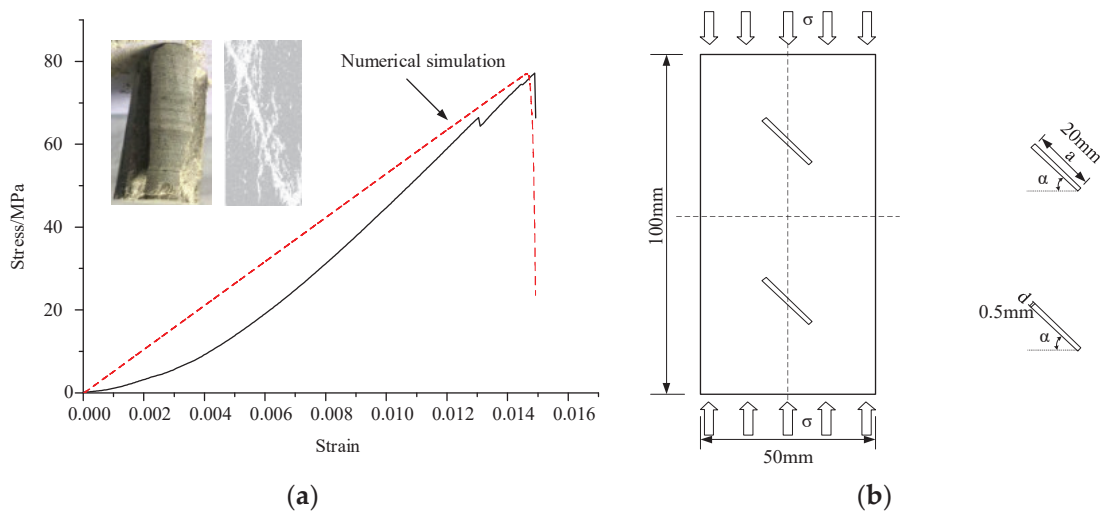 80
60
40
20
0
Stress/MPa
Numerical simulation
0.000
0.002
0.004
0.006
0.008
0.010
0.012
0.014
0.016
Strain
(a)
σ
100mm
σ
50mm
20mm
a
α
d
0.5mm
α
(b)